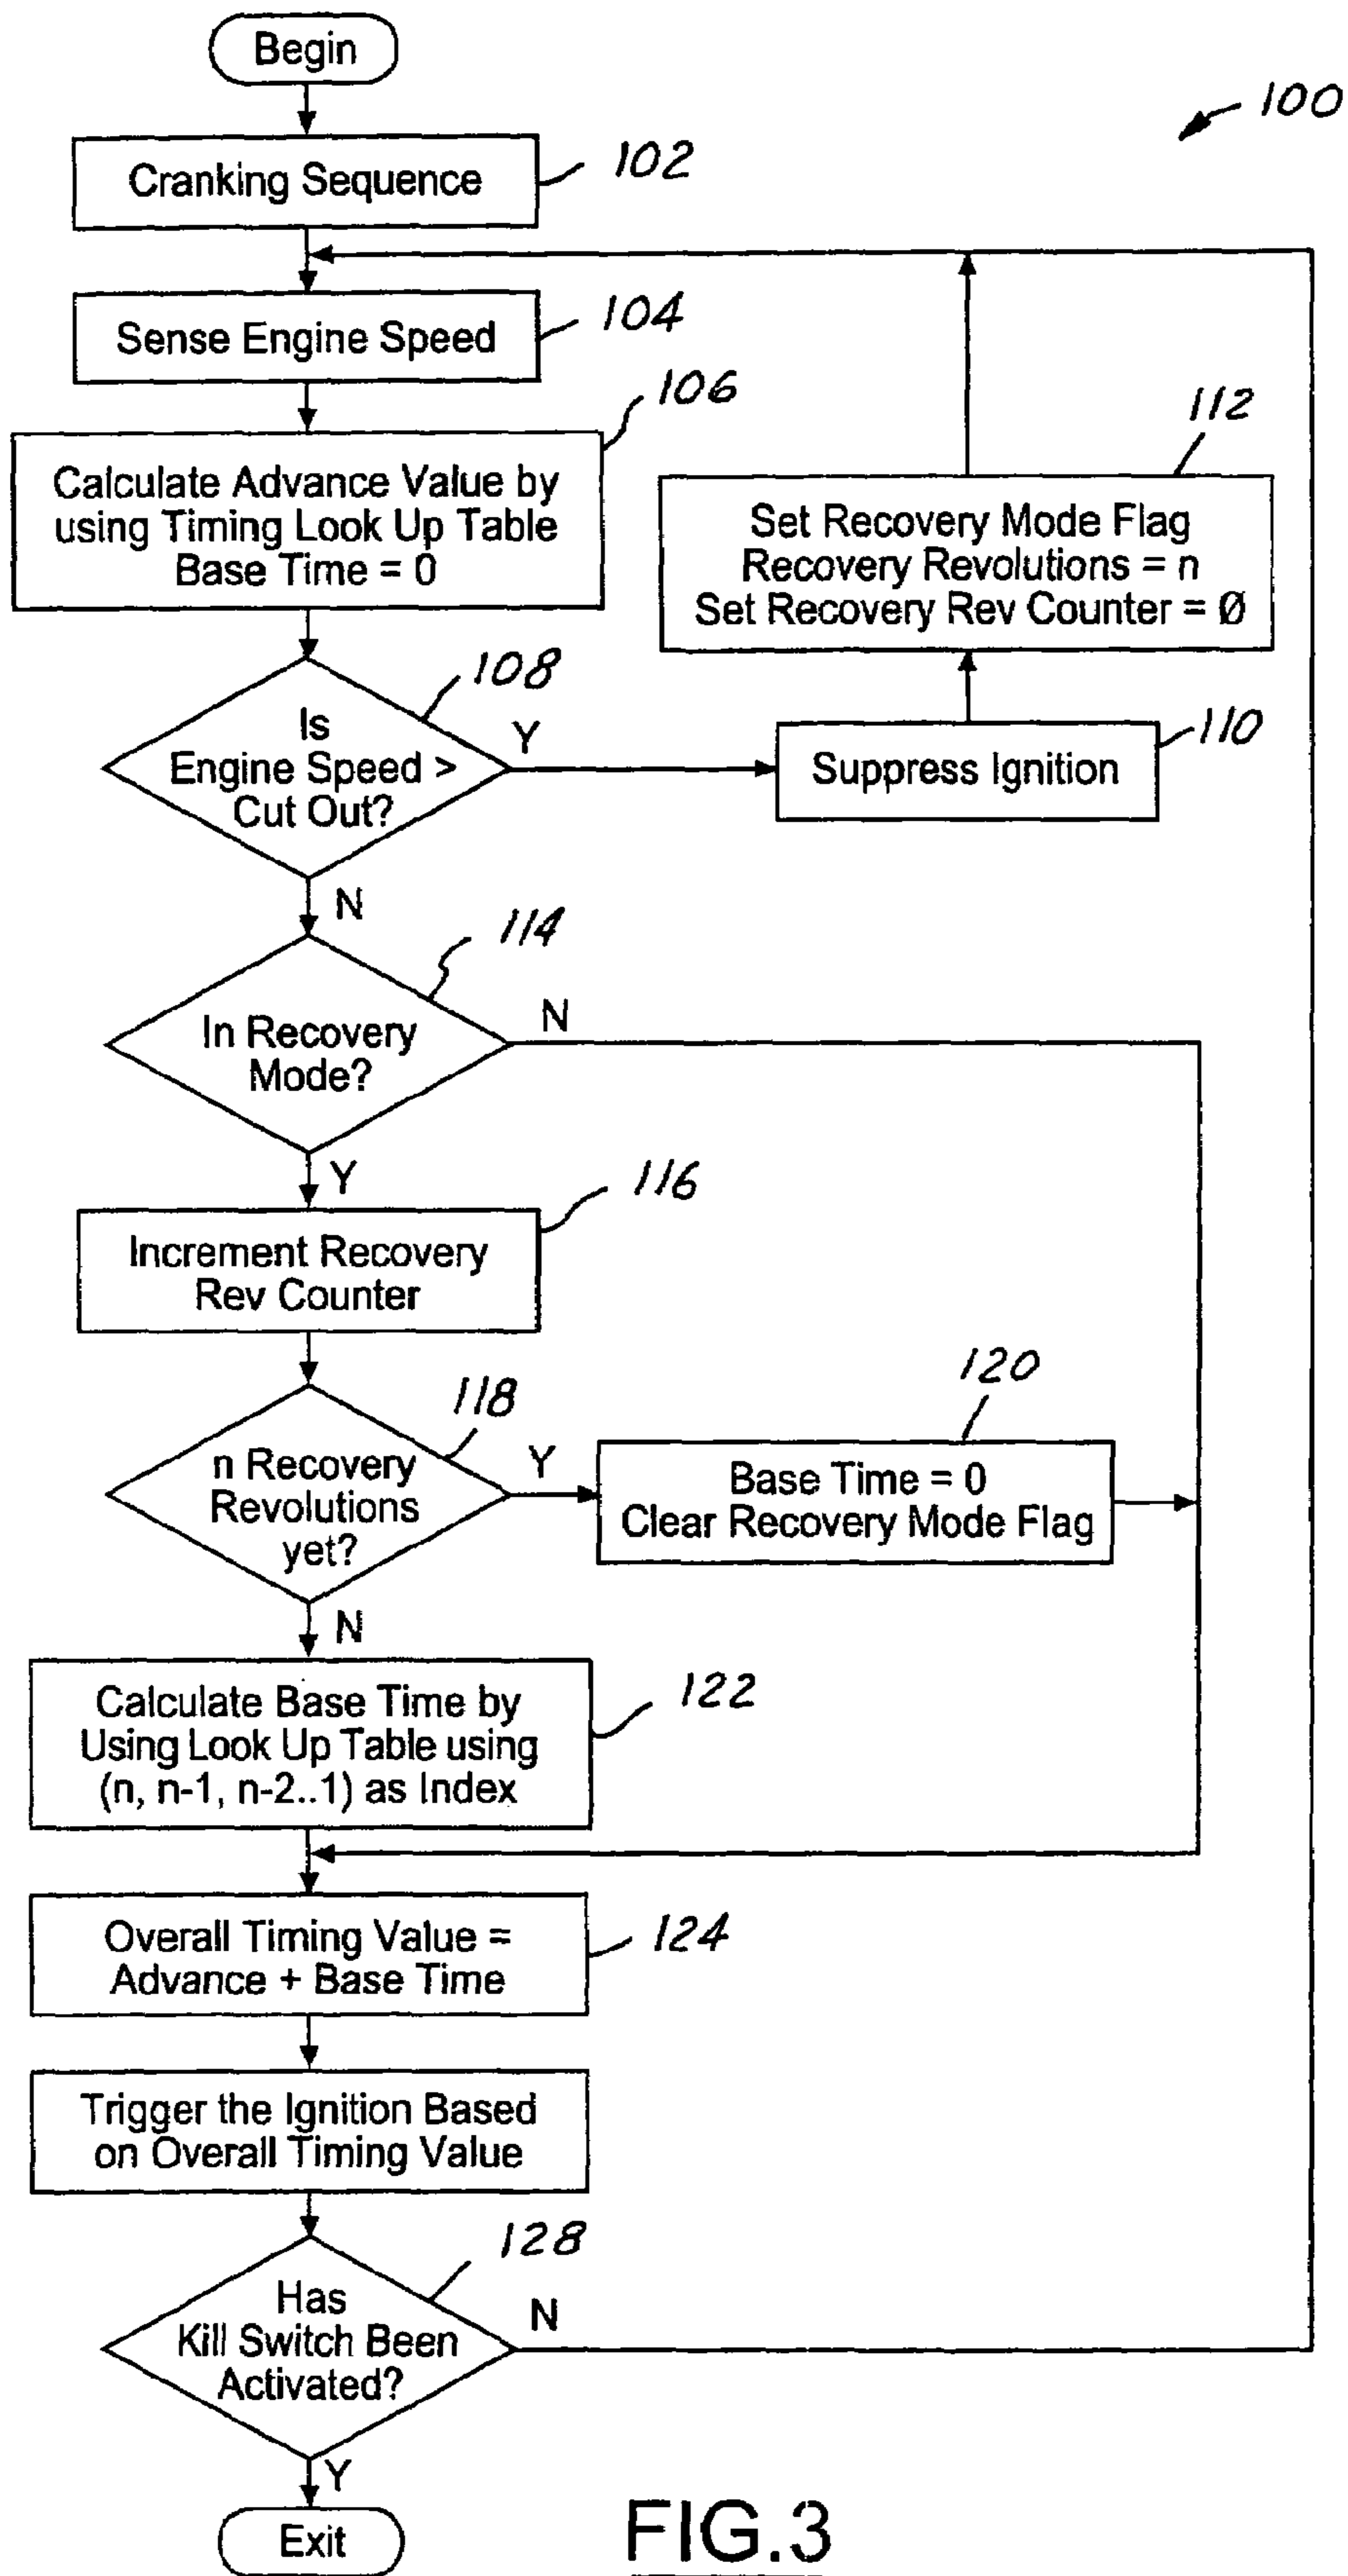 Begin
100
Cranking Sequence
102
Sense Engine Speed
104
106
Calculate Advance Value by
using Timing Look Up Table
Base Time = 0
112
Set Recovery Mode Flag
Recovery Revolutions = n
Set Recovery Rev Counter = Ø
108
Is
Engine Speed >
Cut Out?
Y
110
Suppress Ignition
N
114
In Recovery
Mode?
N
Y
116
Increment Recovery
Rev Counter
118
n Recovery
Revolutions
yet?
Y
120
Base Time = 0
Clear Recovery Mode Flag
N
122
Calculate Base Time by
Using Look Up Table using
(n, n-1, n-2..1) as Index
Overall Timing Value =
Advance + Base Time
124
Trigger the Ignition Based
on Overall Timing Value
128
Has
Kill Switch Been
Activated?
N
Y
Exit
FIG.3